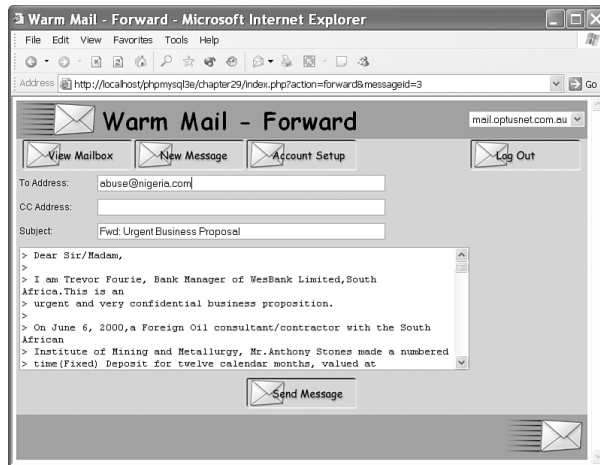 Warm Mail - Forward - Microsoft Internet Explorer
File Edit View Favorites Tools Help
Address http://localhost/phpmysql3e/chapter29/index.php?action=forward&messageid=3 Go
Warm Mail - Forward
mail.optusnet.com.au
View Mailbox New Message Account Setup Log Out
To Address: abuse@nigeria.com
CC Address:
Subject: Fwd: Urgent Business Proposal
> Dear Sir/Madam,
>
> I am Trevor Fourie, Bank Manager of WesBank Limited,South
Africa.This is an
> urgent and very confidential business proposition.
>
> On June 6, 2000,a Foreign Oil consultant/contractor with the South
African
> Institute of Mining and Metallurgy, Mr.Anthony Stones made a numbered
> time(Fixed) Deposit for twelve calendar months, valued at
Send Message